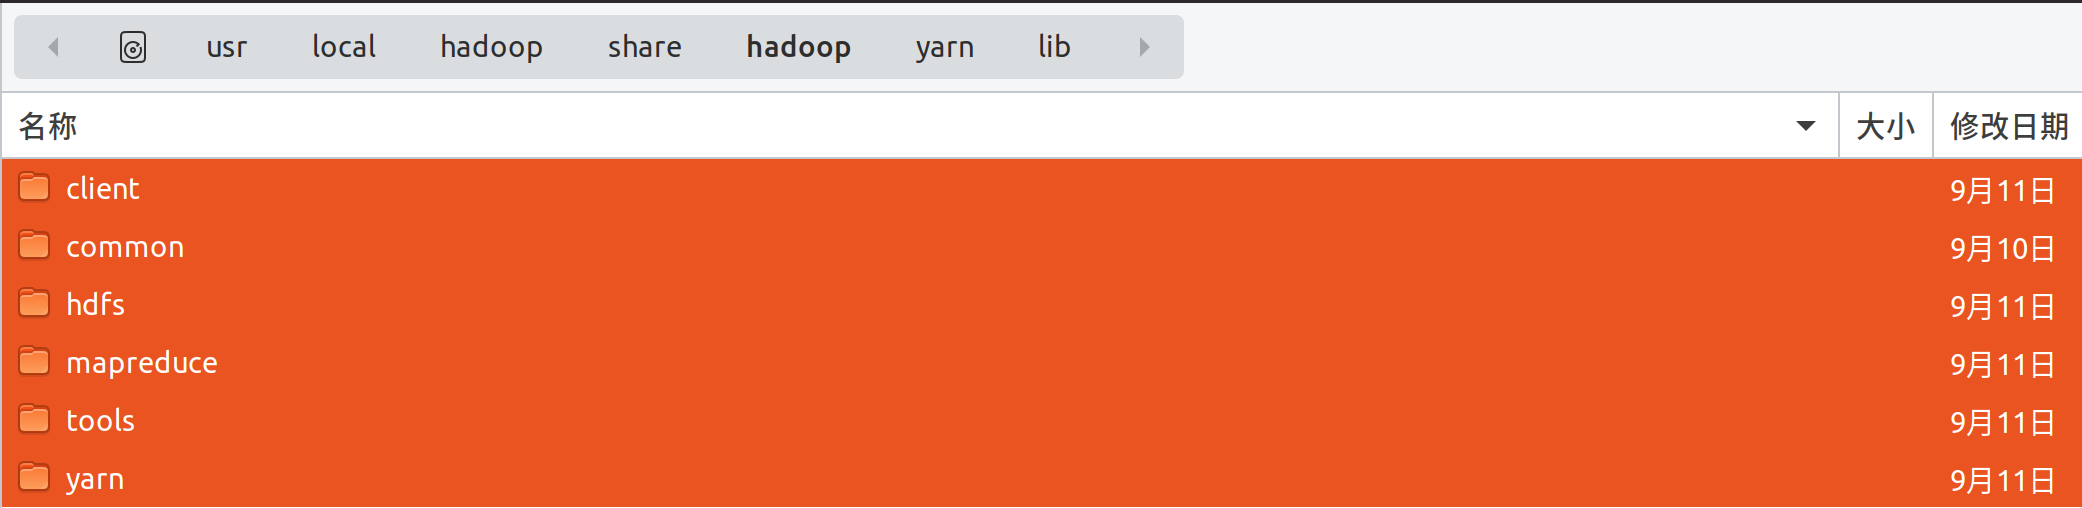 usr local hadoop share hadoop yarn lib
名称 大小 修改日期
client 9月11日
common 9月10日
hdfs 9月11日
mapreduce 9月11日
tools 9月11日
yarn 9月11日